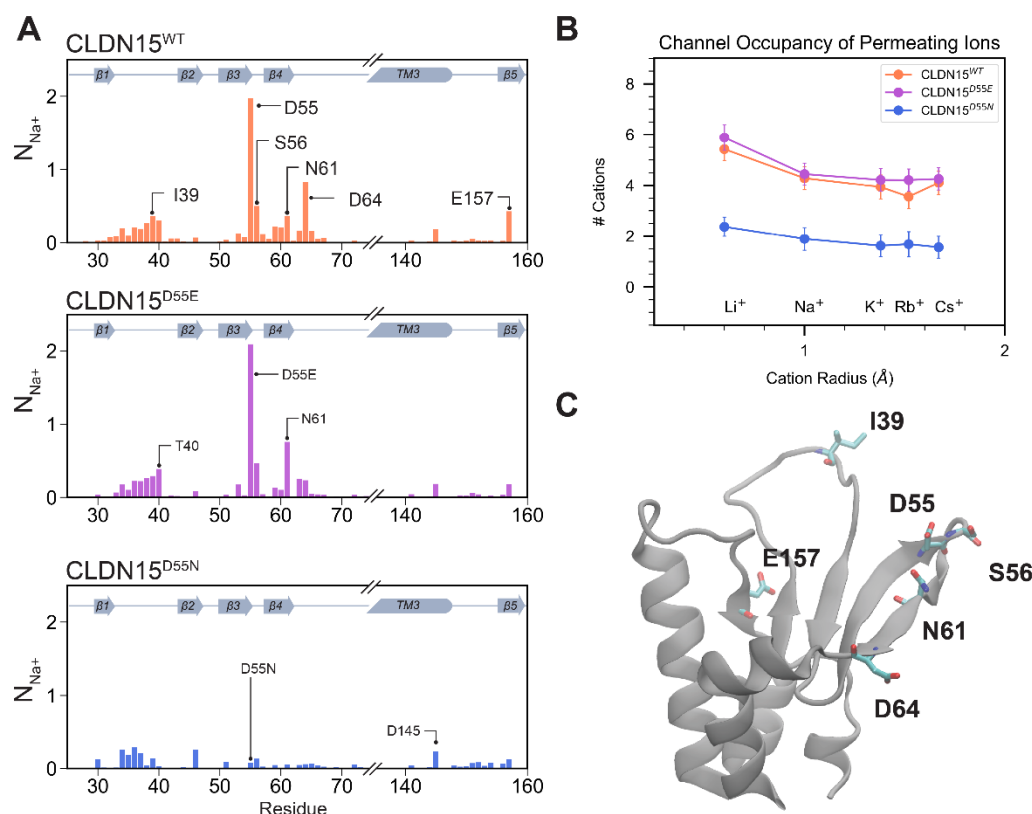 A
CLDN15^WT
β1 β2 β3 β4 TM3 β5
N_Na+
2
1
0
D55
S56
N61
I39
D64
E157
30 40 50 60 70 140 160
CLDN15^D55E
β1 β2 β3 β4 TM3 β5
N_Na+
2
1
0
D55E
N61
T40
30 40 50 60 70 140 160
CLDN15^D55N
β1 β2 β3 β4 TM3 β5
N_Na+
2
1
0
D55N
D145
30 40 50 60 70 140 160
Residue
B
Channel Occupancy of Permeating Ions
CLDN15^WT
CLDN15^D55E
CLDN15^D55N
# Cations
8
6
4
2
0
Li+ Na+ K+ Rb+ Cs+
1 2
Cation Radius (Å)
C
I39
D55
E157
S56
N61
D64